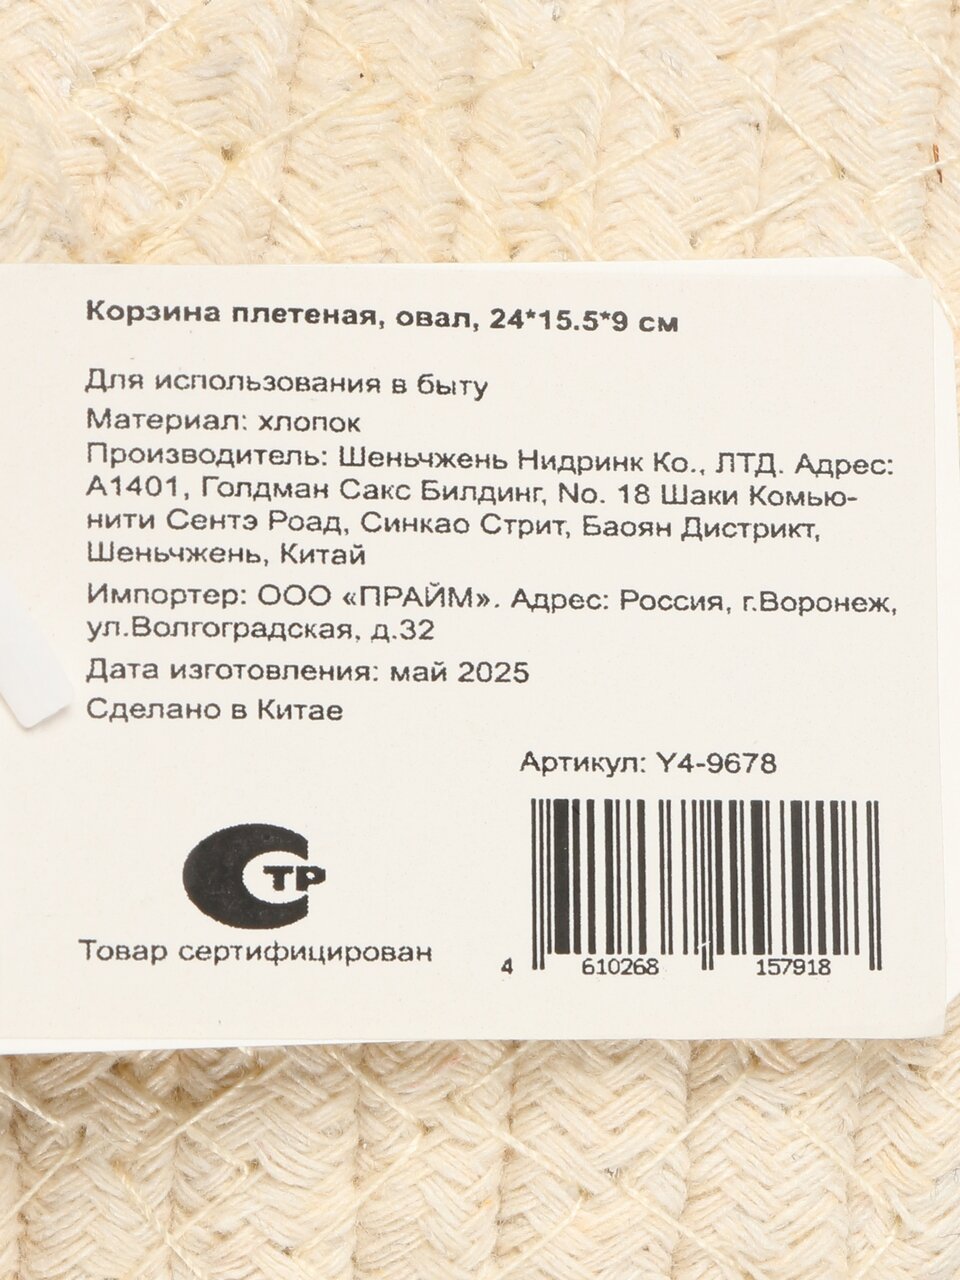 Корзина плетеная, овал, 24*15.5*9 см
Для использования в быту
Материал: хлопок
Производитель: Шеньчжень Нидринк Ко., ЛТД. Адрес:
А1401, Голдман Сакс Билдинг, No. 18 Шаки Комью-
нити Сентэ Роад, Синкао Стрит, Баоян Дистрикт,
Шеньчжень, Китай
Импортер: ООО «ПРАЙМ». Адрес: Россия, г.Воронеж,
ул.Волгоградская, д.32
Дата изготовления: май 2025
Сделано в Китае
Артикул: Y4-9678
СТР
Товар сертифицирован
4 610268 157918